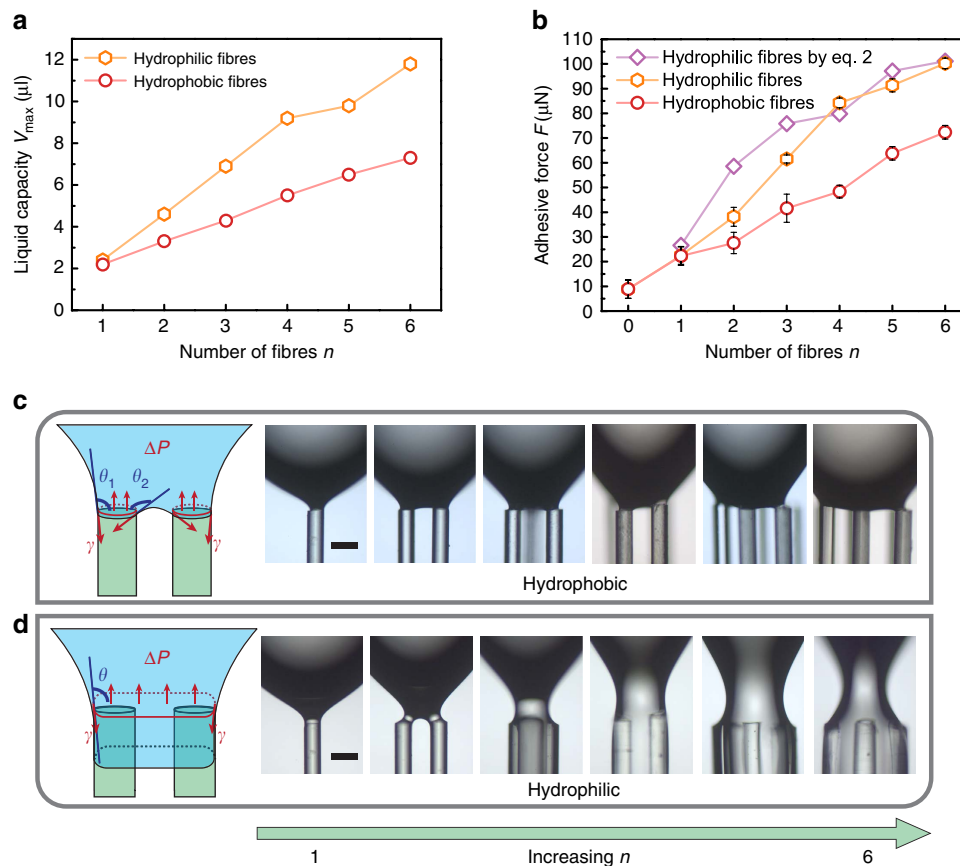 a
Hydrophilic fibres
Hydrophobic fibres
Liquid capacity Vmax (µl)
12
10
8
6
4
2
0
1 2 3 4 5 6
Number of fibres n
b
Hydrophilic fibres by eq. 2
Hydrophilic fibres
Hydrophobic fibres
Adhesive force F (µN)
110
100
90
80
70
60
50
40
30
20
10
0
0 1 2 3 4 5 6
Number of fibres n
c
ΔP
θ1
θ2
γ
γ
Hydrophobic
d
ΔP
θ
γ
γ
Hydrophilic
1 Increasing n 6